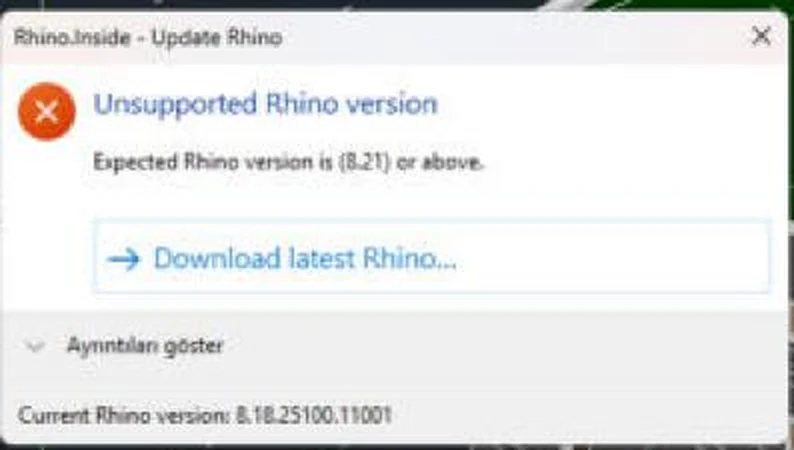 Rhino.Inside - Update Rhino
Unsupported Rhino version
Expected Rhino version is (8.21) or above.
Download latest Rhino...
Ayrıntıları göster
Current Rhino version: 8.18.25100.11001